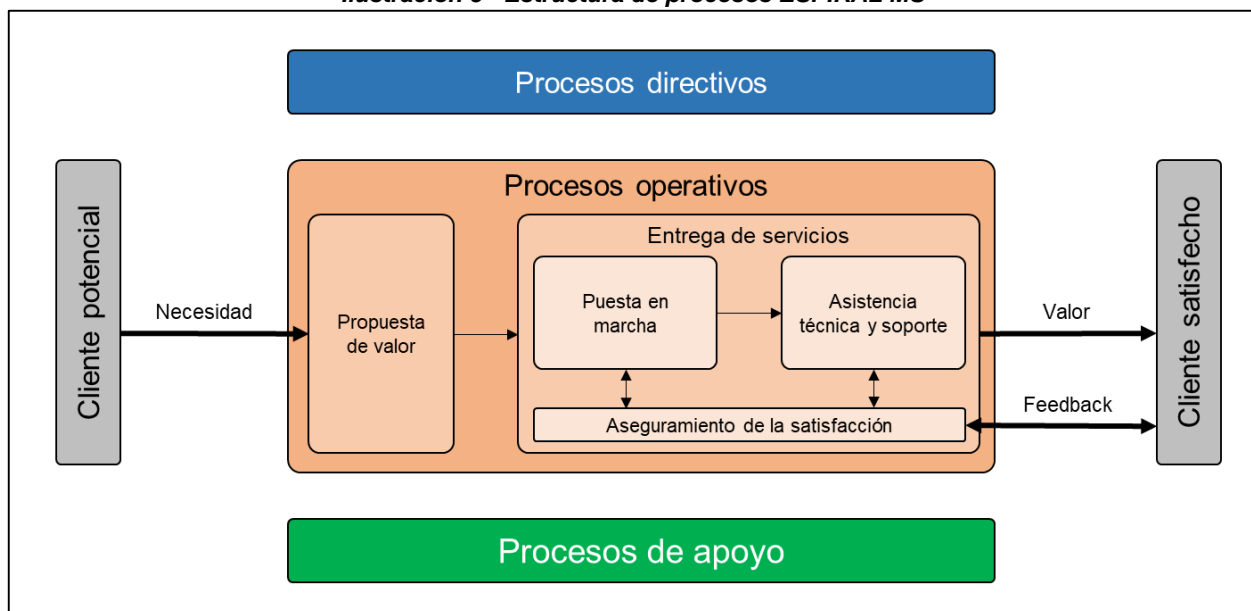 Procesos directivos
Cliente potencial
Necesidad
Procesos operativos
Propuesta
de valor
Entrega de servicios
Puesta en
marcha
Asistencia
técnica y soporte
Aseguramiento de la satisfacción
Valor
Feedback
Cliente satisfecho
Procesos de apoyo